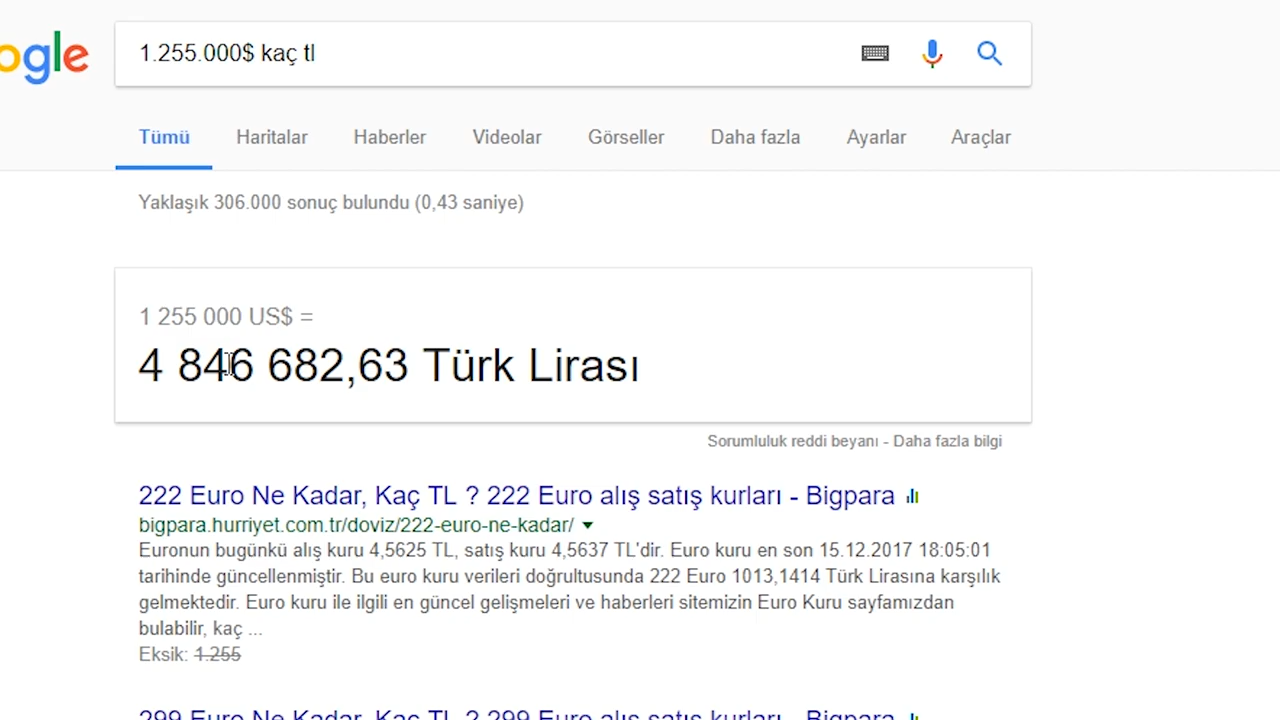 ogle
1.255.000$ kaç tl
Tümü Haritalar Haberler Videolar Görseller Daha fazla Ayarlar Araçlar
Yaklaşık 306.000 sonuç bulundu (0,43 saniye)
1 255 000 US$ =
4 846 682,63 Türk Lirası
Sorumluluk reddi beyanı - Daha fazla bilgi
222 Euro Ne Kadar, Kaç TL ? 222 Euro alış satış kurları - Bigpara
bigpara.hurriyet.com.tr/doviz/222-euro-ne-kadar/
Euronun bugünkü alış kuru 4,5625 TL, satış kuru 4,5637 TL'dir. Euro kuru en son 15.12.2017 18:05:01
tarihinde güncellenmiştir. Bu euro kuru verileri doğrultusunda 222 Euro 1013,1414 Türk Lirasına karşılık
gelmektedir. Euro kuru ile ilgili en güncel gelişmeleri ve haberleri sitemizin Euro Kuru sayfamızdan
bulabilir, kaç ...
Eksik: 1.255
299 Euro Ne Kadar, Kaç TL ? 299 Euro alış satış kurları - Bigpara